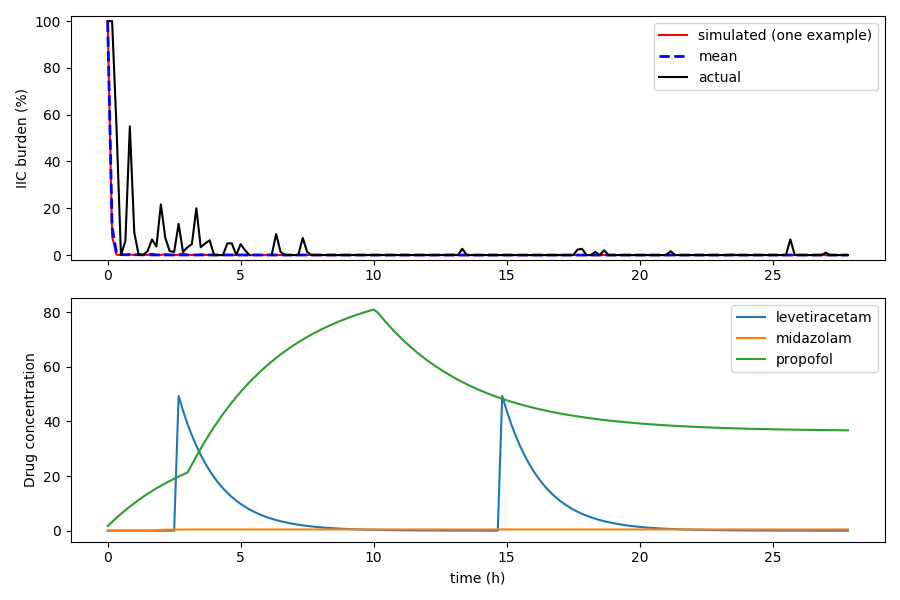 100
80
60
40
20
0
IIC burden (%)
simulated (one example)
mean
actual
0
5
10
15
20
25
80
60
40
20
0
Drug concentration
levetiracetam
midazolam
propofol
0
5
10
15
20
25
time (h)